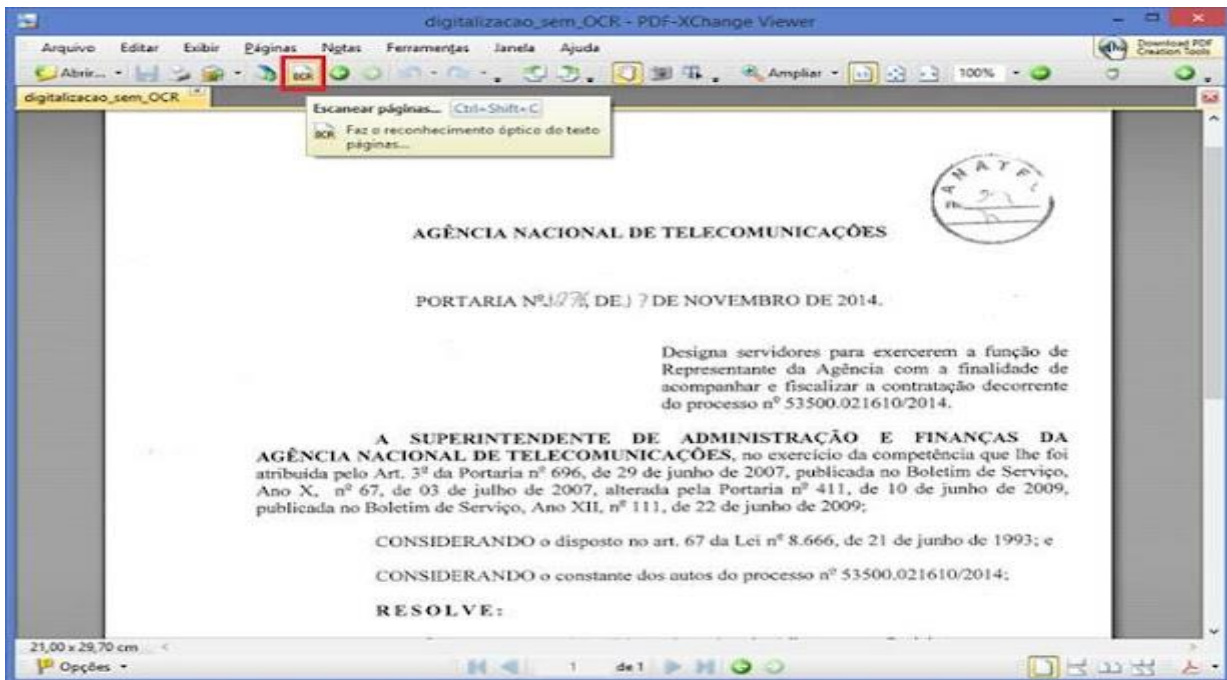 digitalizacao_sem_OCR - PDF-XChange Viewer
Arquivo Editar Exibir Páginas Notas Ferramentas Janela Ajuda
Download PDF
Creation Tools
Abrir... OCR Ampliar 100%
digitalizacao_sem_OCR
Escanear páginas... Ctrl+Shift+C
OCR Faz o reconhecimento óptico do texto
páginas...
ANATEL
AGÊNCIA NACIONAL DE TELECOMUNICAÇÕES
PORTARIA Nº DE DE NOVEMBRO DE 2014.
Designa servidores para exercerem a função de
Representante da Agência com a finalidade de
acompanhar e fiscalizar a contratação decorrente
do processo nº 53500.021610/2014.
A SUPERINTENDENTE DE ADMINISTRAÇÃO E FINANÇAS DA
AGÊNCIA NACIONAL DE TELECOMUNICAÇÕES, no exercício da competência que lhe foi
atribuída pelo Art. 3º da Portaria nº 696, de 29 de junho de 2007, publicada no Boletim de Serviço,
Ano X, nº 67, de 03 de julho de 2007, alterada pela Portaria nº 411, de 10 de junho de 2009,
publicada no Boletim de Serviço, Ano XII, nº 111, de 22 de junho de 2009;
CONSIDERANDO o disposto no art. 67 da Lei nº 8.666, de 21 de junho de 1993; e
CONSIDERANDO o constante dos autos do processo nº 53500.021610/2014;
RESOLVE:
21,00 x 29,70 cm
Opções 1 de 1